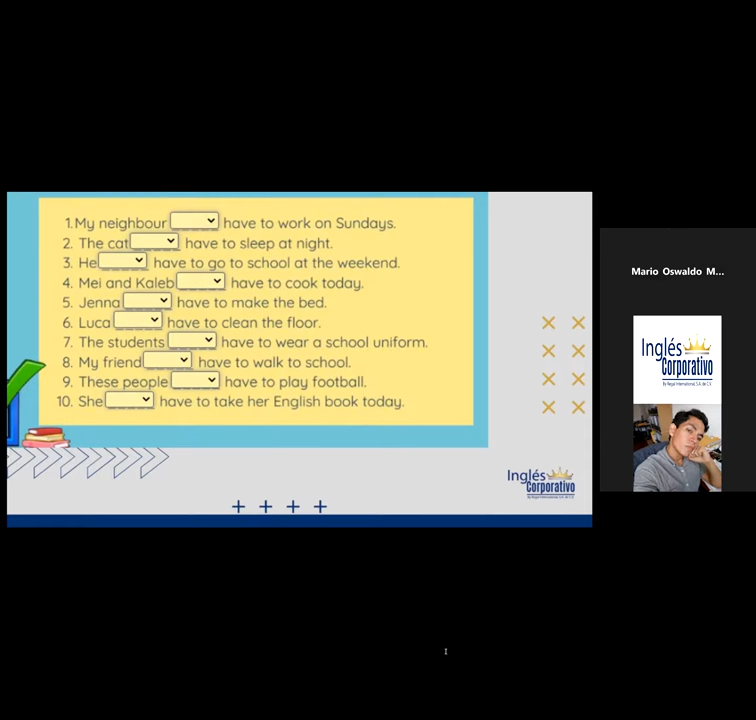 1.My neighbour have to work on Sundays.
2. The cat have to sleep at night.
3. He have to go to school at the weekend.
4. Mei and Kaleb have to cook today.
5. Jenna have to make the bed.
6. Luca have to clean the floor.
7. The students have to wear a school uniform.
8. My friend have to walk to school.
9. These people have to play football.
10. She have to take her English book today.
Inglés
Corporativo
Mario Oswaldo M...
Inglés
Corporativo
By Regal International, S.A. de C.V.